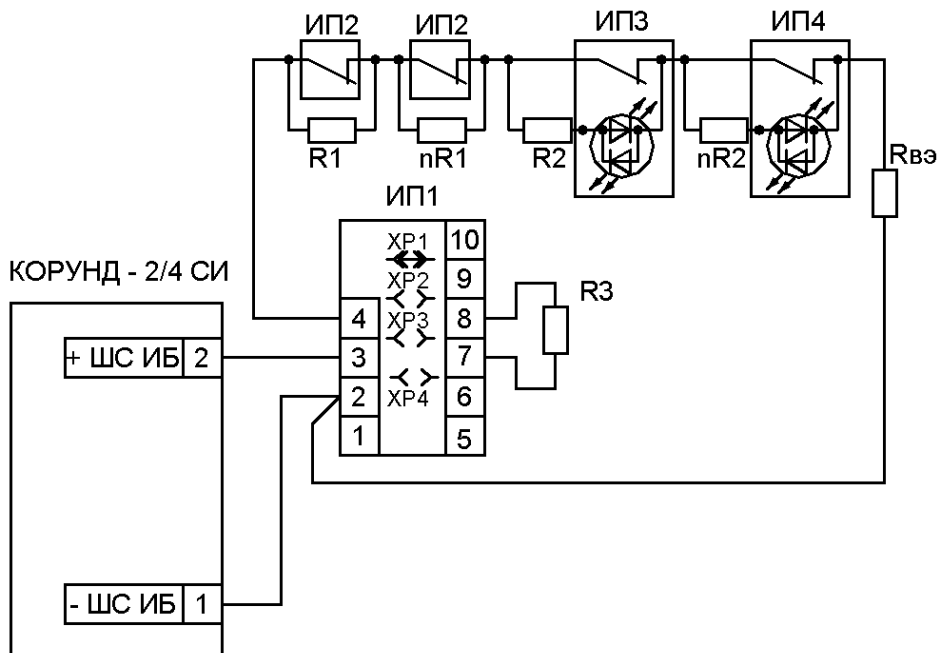 ИП2 ИП2 ИП3 ИП4
R1 nR1 R2 nR2 Rвэ
ИП1
КОРУНД - 2/4 СИ
XP1 10
XP2 9
4 XP3 8
R3
+ ШС ИБ 2
3 7
2 XP4 6
1 5
- ШС ИБ 1